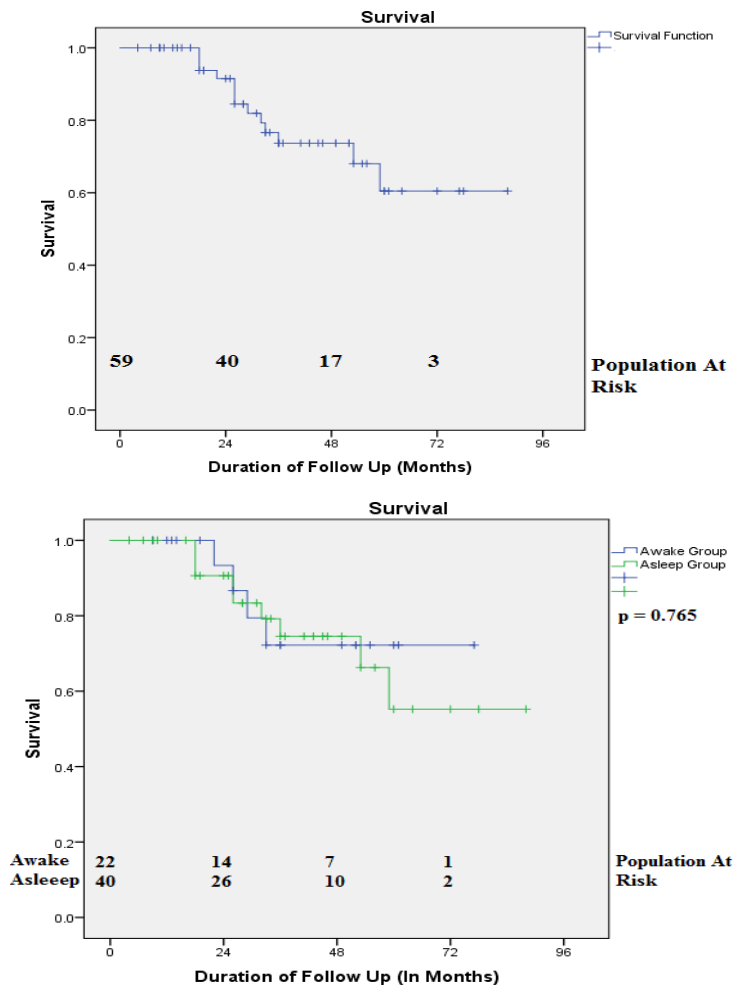 Survival
Survival Function
1.0
0.8
0.6
0.4
0.2
0.0
Survival
59 40 17 3
Population At
Risk
0 24 48 72 96
Duration of Follow Up (Months)
Survival
Awake Group
Asleep Group
p = 0.765
1.0
0.8
0.6
0.4
0.2
0.0
Survival
Awake 22 14 7 1
Asleeep 40 26 10 2
Population At
Risk
0 24 48 72 96
Duration of Follow Up (In Months)